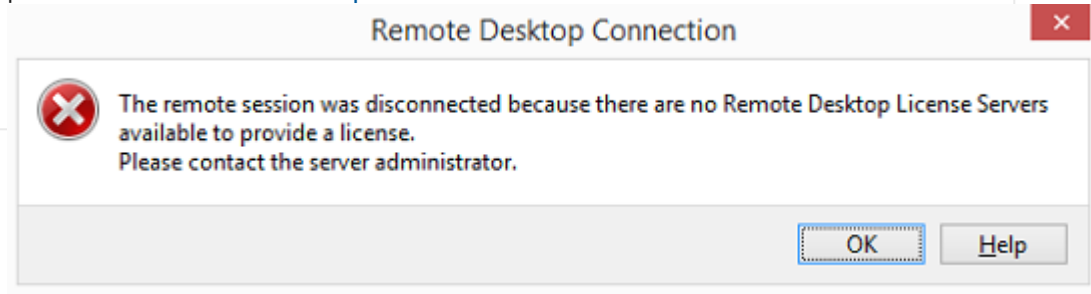 Remote Desktop Connection
The remote session was disconnected because there are no Remote Desktop License Servers
available to provide a license.
Please contact the server administrator.
OK
Help